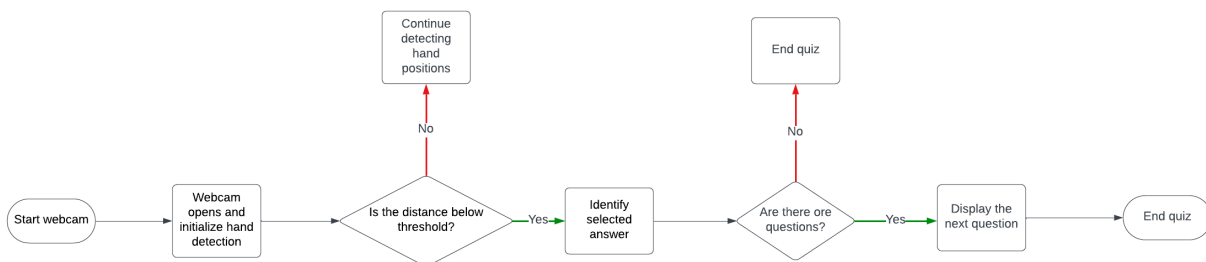 Start webcam
Webcam
opens and
initialize hand
detection
Is the distance below
threshold?
No
Continue
detecting
hand
positions
Yes
Identify
selected
answer
Are there ore
questions?
No
End quiz
Yes
Display the
next question
End quiz